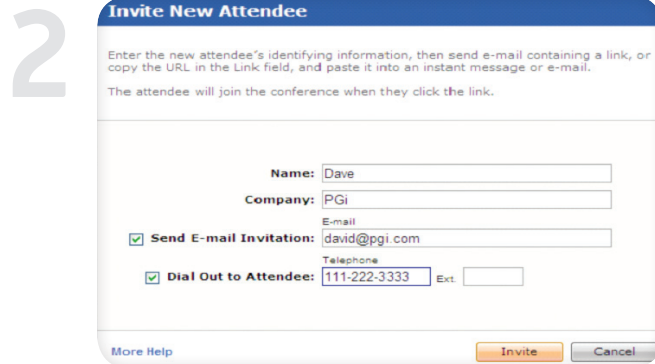 2
Invite New Attendee
Enter the new attendee's identifying information, then send e-mail containing a link, or
copy the URL in the Link field, and paste it into an instant message or e-mail.
The attendee will join the conference when they click the link.
Name: Dave
Company: PGi
E-mail
Send E-mail Invitation: david@pgi.com
Telephone
Dial Out to Attendee: 111-222-3333 Ext.
More Help Invite Cancel